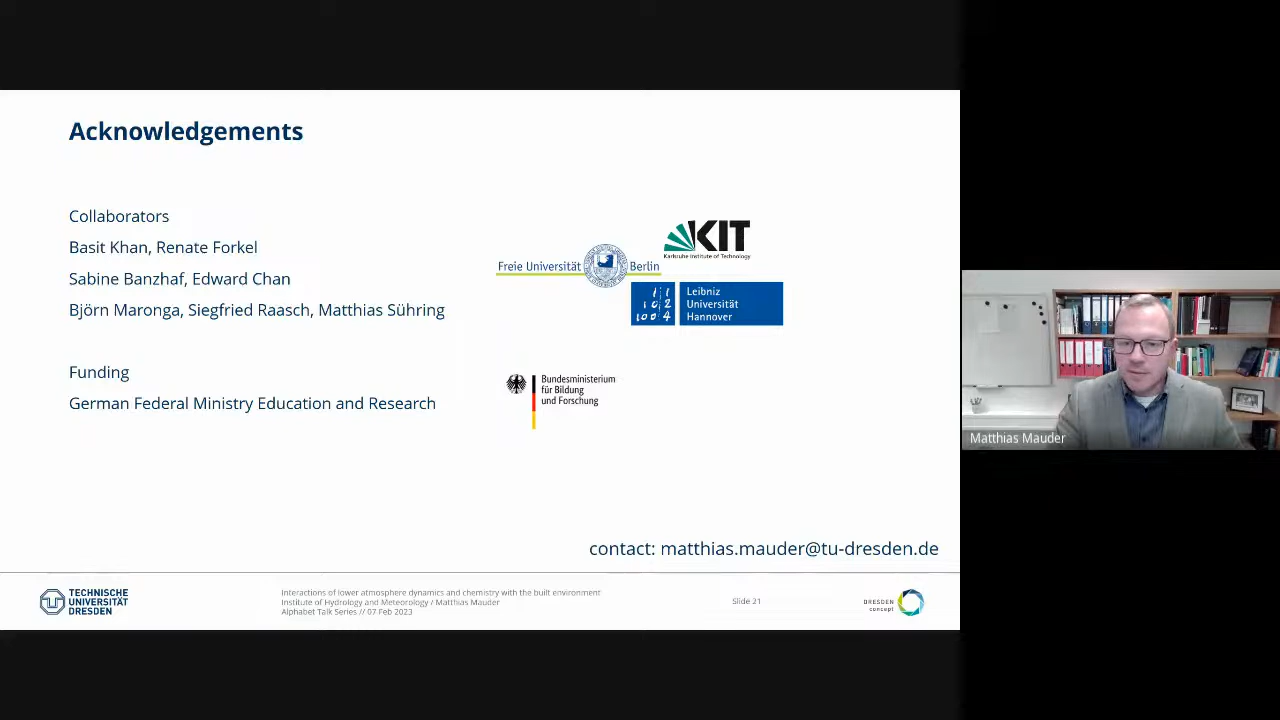 Acknowledgements
Collaborators
Basit Khan, Renate Forkel
Sabine Banzhaf, Edward Chan
Björn Maronga, Siegfried Raasch, Matthias Sühring
Funding
German Federal Ministry Education and Research
KIT
Karlsruhe Institute of Technology
Freie Universität Berlin
11
102
1004
Leibniz
Universität
Hannover
Bundesministerium
für Bildung
und Forschung
contact: matthias.mauder@tu-dresden.de
TECHNISCHE
UNIVERSITÄT
DRESDEN
Interactions of lower atmosphere dynamics and chemistry with the built environment
Institute of Hydrology and Meteorology / Matthias Mauder
Alphabet Talk Series // 07 Feb 2023
Slide 21
DRESDEN
concept
Matthias Mauder